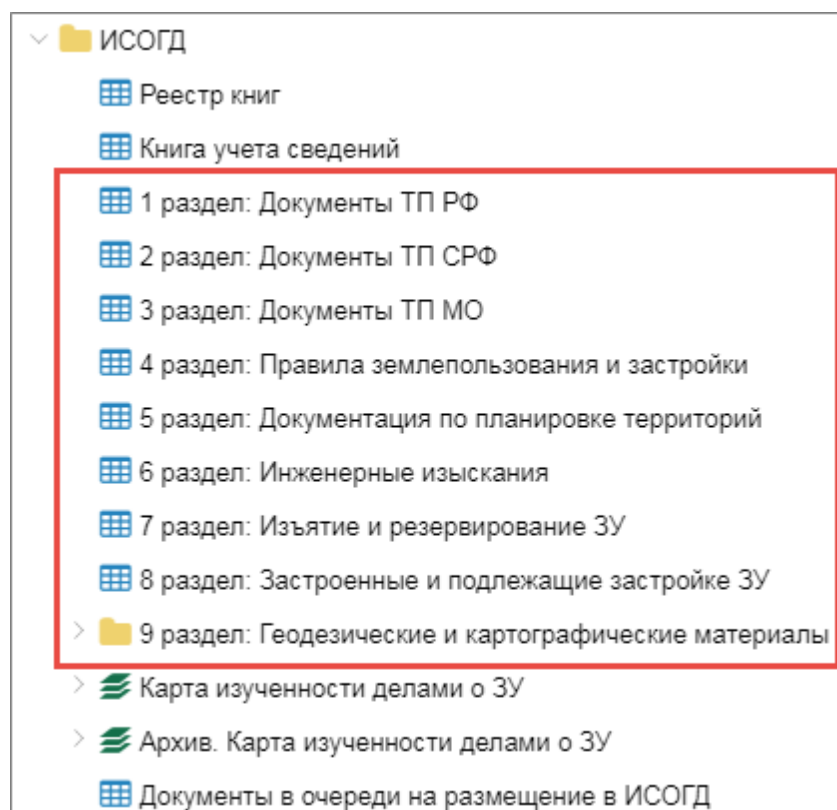 ИСОГД
Реестр книг
Книга учета сведений
1 раздел: Документы ТП РФ
2 раздел: Документы ТП СРФ
3 раздел: Документы ТП МО
4 раздел: Правила землепользования и застройки
5 раздел: Документация по планировке территорий
6 раздел: Инженерные изыскания
7 раздел: Изъятие и резервирование ЗУ
8 раздел: Застроенные и подлежащие застройке ЗУ
9 раздел: Геодезические и картографические материалы
Карта изученности делами о ЗУ
Архив. Карта изученности делами о ЗУ
Документы в очереди на размещение в ИСОГД